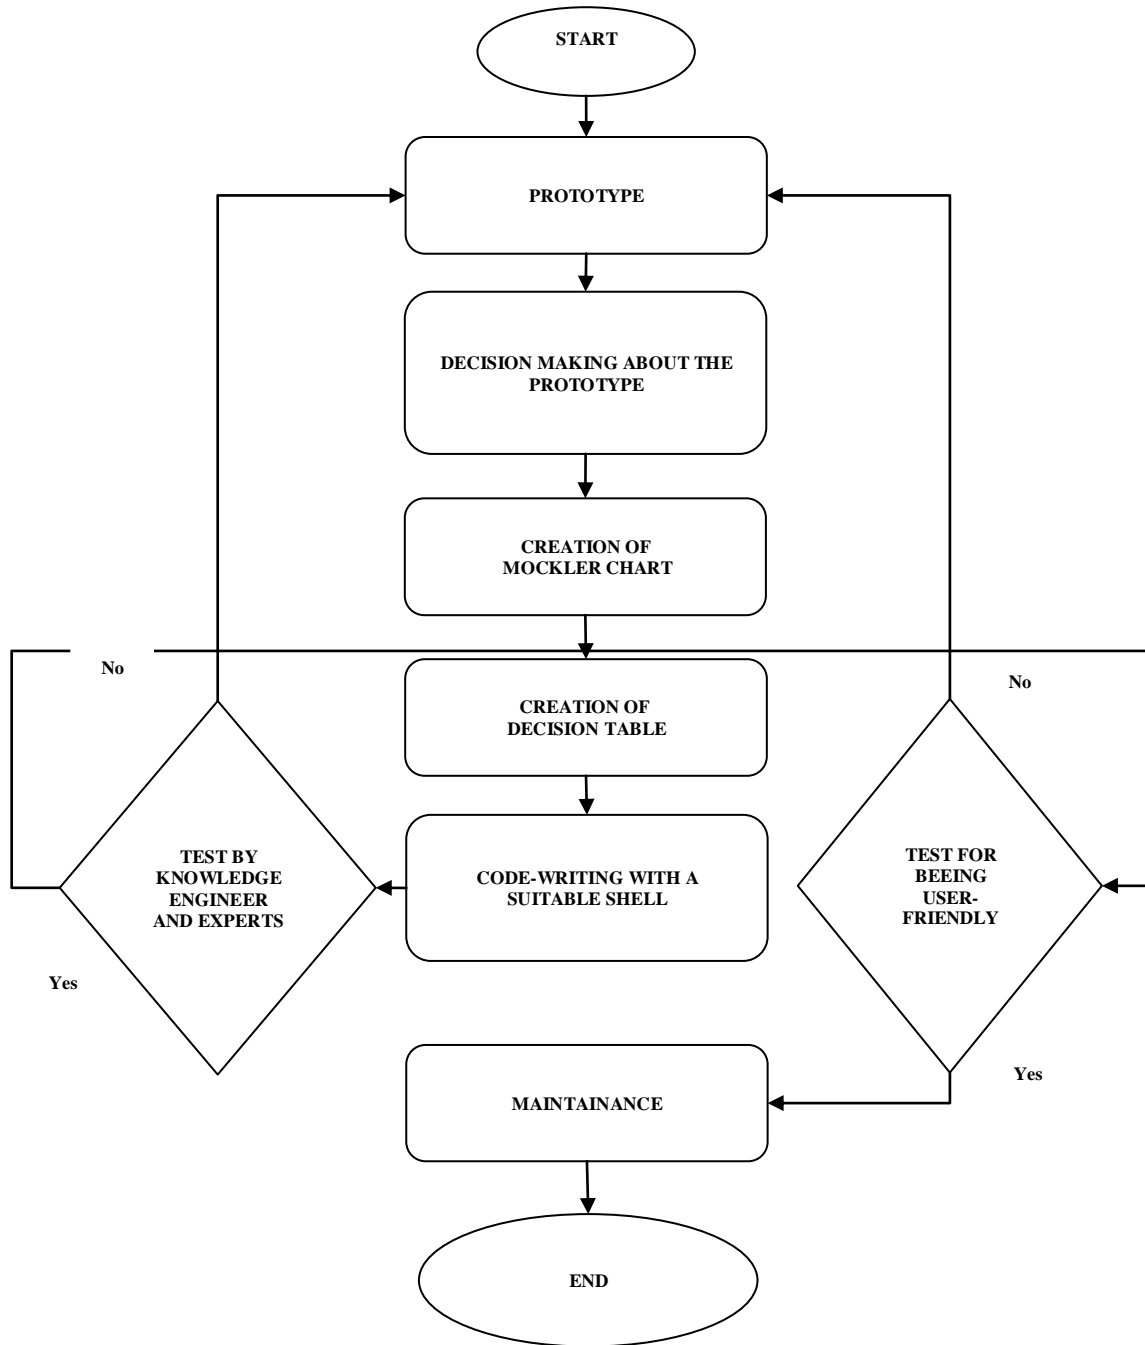 START
PROTOTYPE
DECISION MAKING ABOUT THE
PROTOTYPE
CREATION OF
MOCKLER CHART
No
No
CREATION OF
DECISION TABLE
TEST BY
KNOWLEDGE
ENGINEER
AND EXPERTS
CODE-WRITING WITH A
SUITABLE SHELL
TEST FOR
BEEING
USER-
FRIENDLY
Yes
Yes
MAINTAINANCE
END